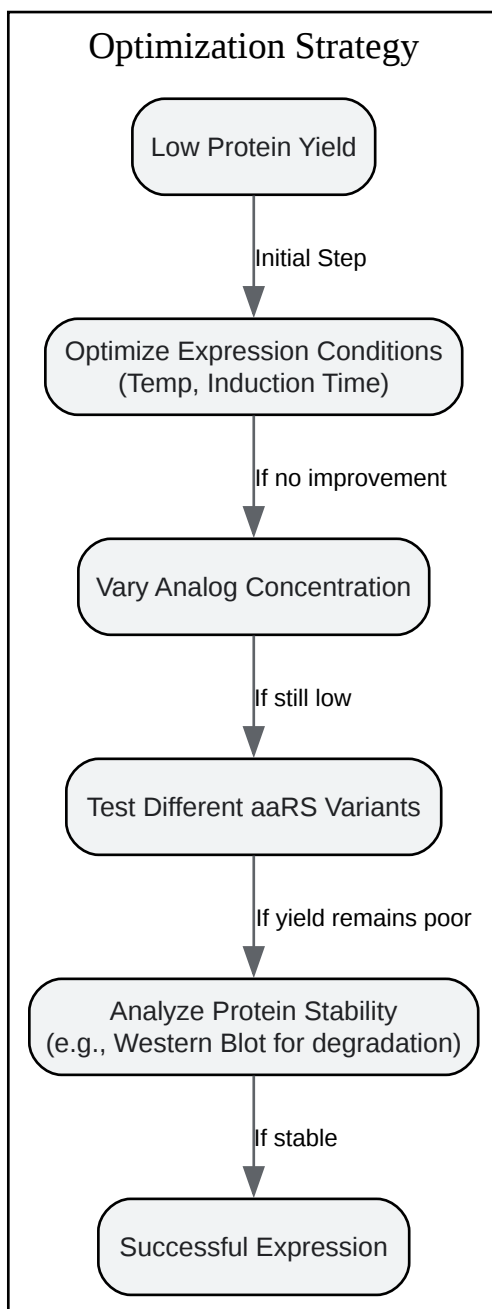 Optimization Strategy
Low Protein Yield
Initial Step
Optimize Expression Conditions
(Temp, Induction Time)
If no improvement
Vary Analog Concentration
If still low
Test Different aaRS Variants
If yield remains poor
Analyze Protein Stability
(e.g., Western Blot for degradation)
If stable
Successful Expression